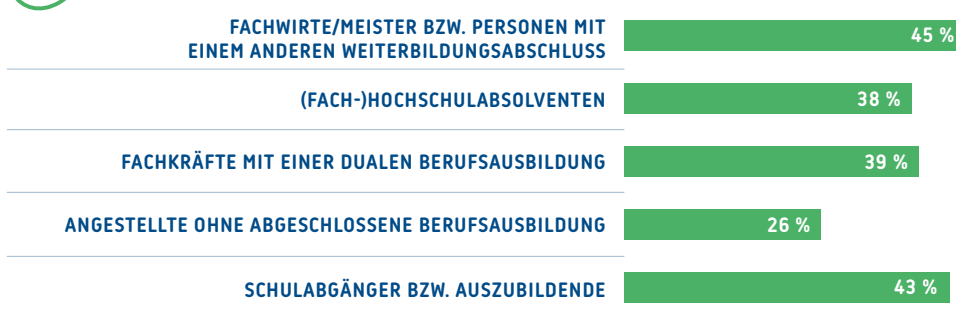 FACHWIRTE/MEISTER BZW. PERSONEN MIT
EINEM ANDEREN WEITERBILDUNGSABSCHLUSS
45 %
(FACH-)HOCHSCHULABSOLVENTEN
38 %
FACHKRÄFTE MIT EINER DUALEN BERUFSAUSBILDUNG
39 %
ANGESTELLTE OHNE ABGESCHLOSSENE BERUFSAUSBILDUNG
26 %
SCHULABGÄNGER BZW. AUSZUBILDENDE
43 %